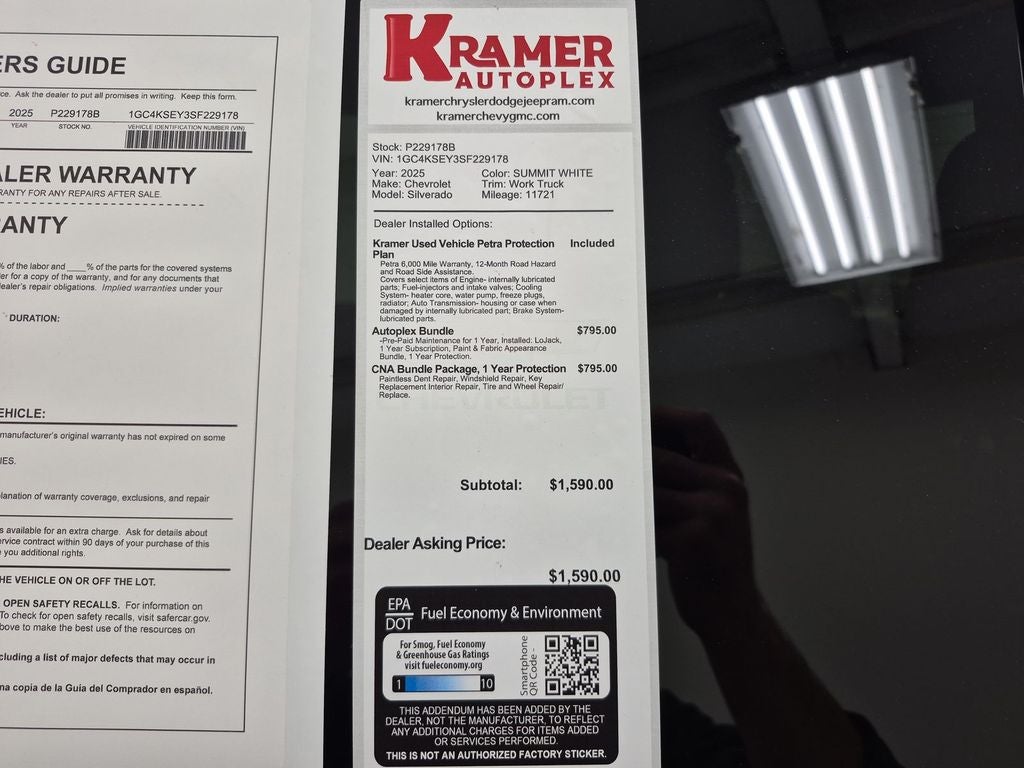 ERS GUIDE
ce. Ask the dealer to put all promises in writing. Keep this form.
2025 P229178B 1GC4KSEY3SF229178
YEAR STOCK NO. VEHICLE IDENTIFICATION NUMBER (VIN)
ALER WARRANTY
RANTY FOR ANY REPAIRS AFTER SALE.
ANTY
% of the labor and ____% of the parts for the covered systems
er for a copy of the warranty, and for any documents that
ealer's repair obligations. Implied warranties under your
DURATION:
EHICLE:
manufacturer's original warranty has not expired on some
IES.
planation of warranty coverage, exclusions, and repair
s available for an extra charge. Ask for details about
ervice contract within 90 days of your purchase of this
e you additional rights.
HE VEHICLE ON OR OFF THE LOT.
OPEN SAFETY RECALLS. For information on
To check for open safety recalls, visit safercar.gov.
bove to make the best use of the resources on
cluding a list of major defects that may occur in
na copia de la Guia del Comprador en español.
KRAMER
AUTOPLEX
kramerchryslerdodgejeepram.com
kramerchevygmc.com
Stock: P229178B
VIN: 1GC4KSEY3SF229178
Year: 2025 Color: SUMMIT WHITE
Make: Chevrolet Trim: Work Truck
Model: Silverado Mileage: 11721
Dealer Installed Options:
Kramer Used Vehicle Petra Protection Included
Plan
Petra 6,000 Mile Warranty, 12-Month Road Hazard
and Road Side Assistance.
Covers select items of Engine- internally lubricated
parts; Fuel-injectors and intake valves; Cooling
System- heater core, water pump, freeze plugs,
radiator; Auto Transmission- housing or case when
damaged by internally lubricated part; Brake System-
lubricated parts.
Autoplex Bundle $795.00
-Pre-Paid Maintenance for 1 Year, Installed: LoJack,
1 Year Subscription, Paint & Fabric Appearance
Bundle, 1 Year Protection.
CNA Bundle Package, 1 Year Protection $795.00
Paintless Dent Repair, Windshield Repair, Key
Replacement Interior Repair, Tire and Wheel Repair/
Replace.
CHEVROLET
Subtotal: $1,590.00
Dealer Asking Price:
$1,590.00
EPA
DOT
Fuel Economy & Environment
For Smog, Fuel Economy
& Greenhouse Gas Ratings
visit fueleconomy.org
1 10
Smartphone
QR Code -
THIS ADDENDUM HAS BEEN ADDED BY THE
DEALER, NOT THE MANUFACTURER, TO REFLECT
ANY ADDITIONAL CHARGES FOR ITEMS ADDED
OR SERVICES PERFORMED.
THIS IS NOT AN AUTHORIZED FACTORY STICKER.